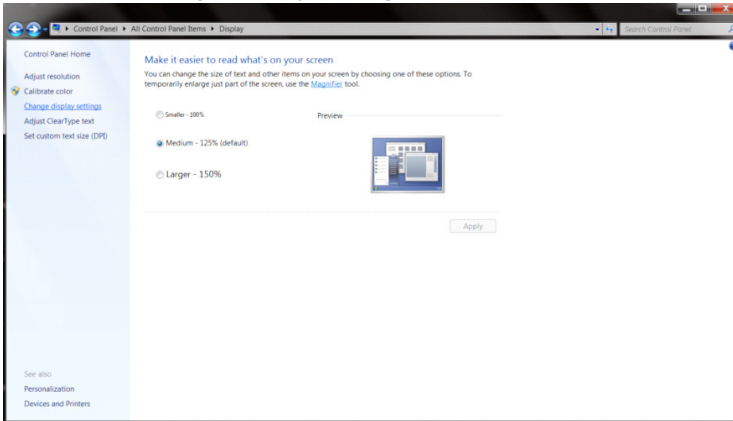 Control Panel ▸ All Control Panel Items ▸ Display
Search Control Panel
Control Panel Home
Adjust resolution
Calibrate color
Change display settings
Adjust ClearType text
Set custom text size (DPI)
Make it easier to read what's on your screen
You can change the size of text and other items on your screen by choosing one of these options. To
temporarily enlarge just part of the screen, use the Magnifier tool.
Smaller - 100%
Preview
Medium - 125% (default)
Larger - 150%
Apply
See also
Personalization
Devices and Printers